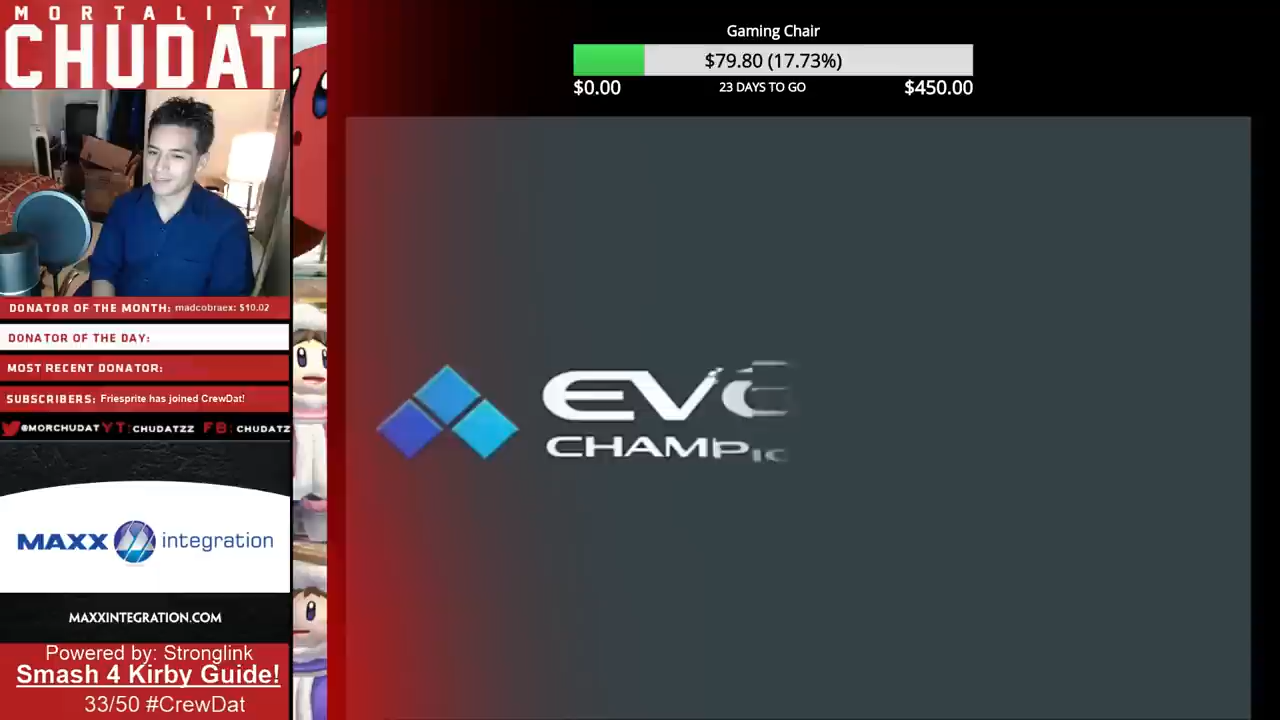 MORTALITY
CHUDAT
DONATOR OF THE MONTH: madcobraex: $10.02
DONATOR OF THE DAY:
MOST RECENT DONATOR:
SUBSCRIBERS: Friesprite has joined CrewDat!
@MORCHUDAT YT: CHUDATZZ FB: CHUDATZ
MAXX integration
MAXXINTEGRATION.COM
Powered by: Stronglink
Smash 4 Kirby Guide!
33/50 #CrewDat
Gaming Chair
$79.80 (17.73%)
$0.00 23 DAYS TO GO $450.00
EVO
CHAMPIO